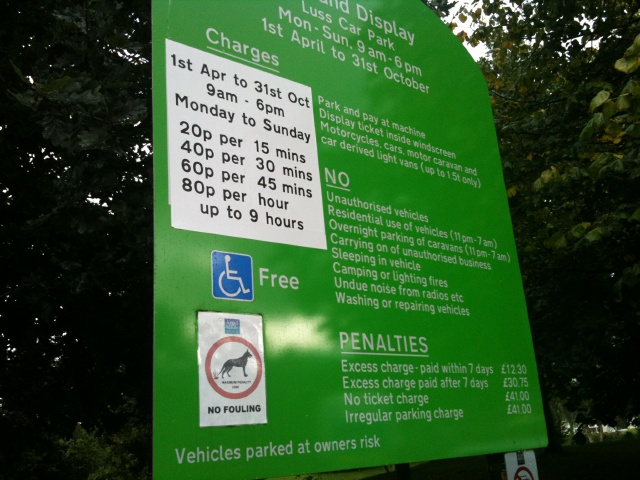 and Display
Luss Car Park
Mon-Sun, 9am-6pm
1st April to 31st October
Charges
1st Apr to 31st Oct
9am - 6pm
Monday to Sunday
20p per 15 mins
40p per 30 mins
60p per 45 mins
80p per hour
up to 9 hours
Park and pay at machine
Display ticket inside windscreen
Motorcycles, cars, motor caravan and
car derived light vans (up to 1.5t only)
NO
Unauthorised vehicles
Residential use of vehicles (11pm-7am)
Overnight parking of caravans (11pm-7am)
Carrying on of unauthorised business
Sleeping in vehicle
Camping or lighting fires
Undue noise from radios etc
Washing or repairing vehicles
Free
NO FOULING
PENALTIES
Excess charge - paid within 7 days £12.30
Excess charge paid after 7 days £30.75
No ticket charge £41.00
Irregular parking charge £41.00
Vehicles parked at owners risk